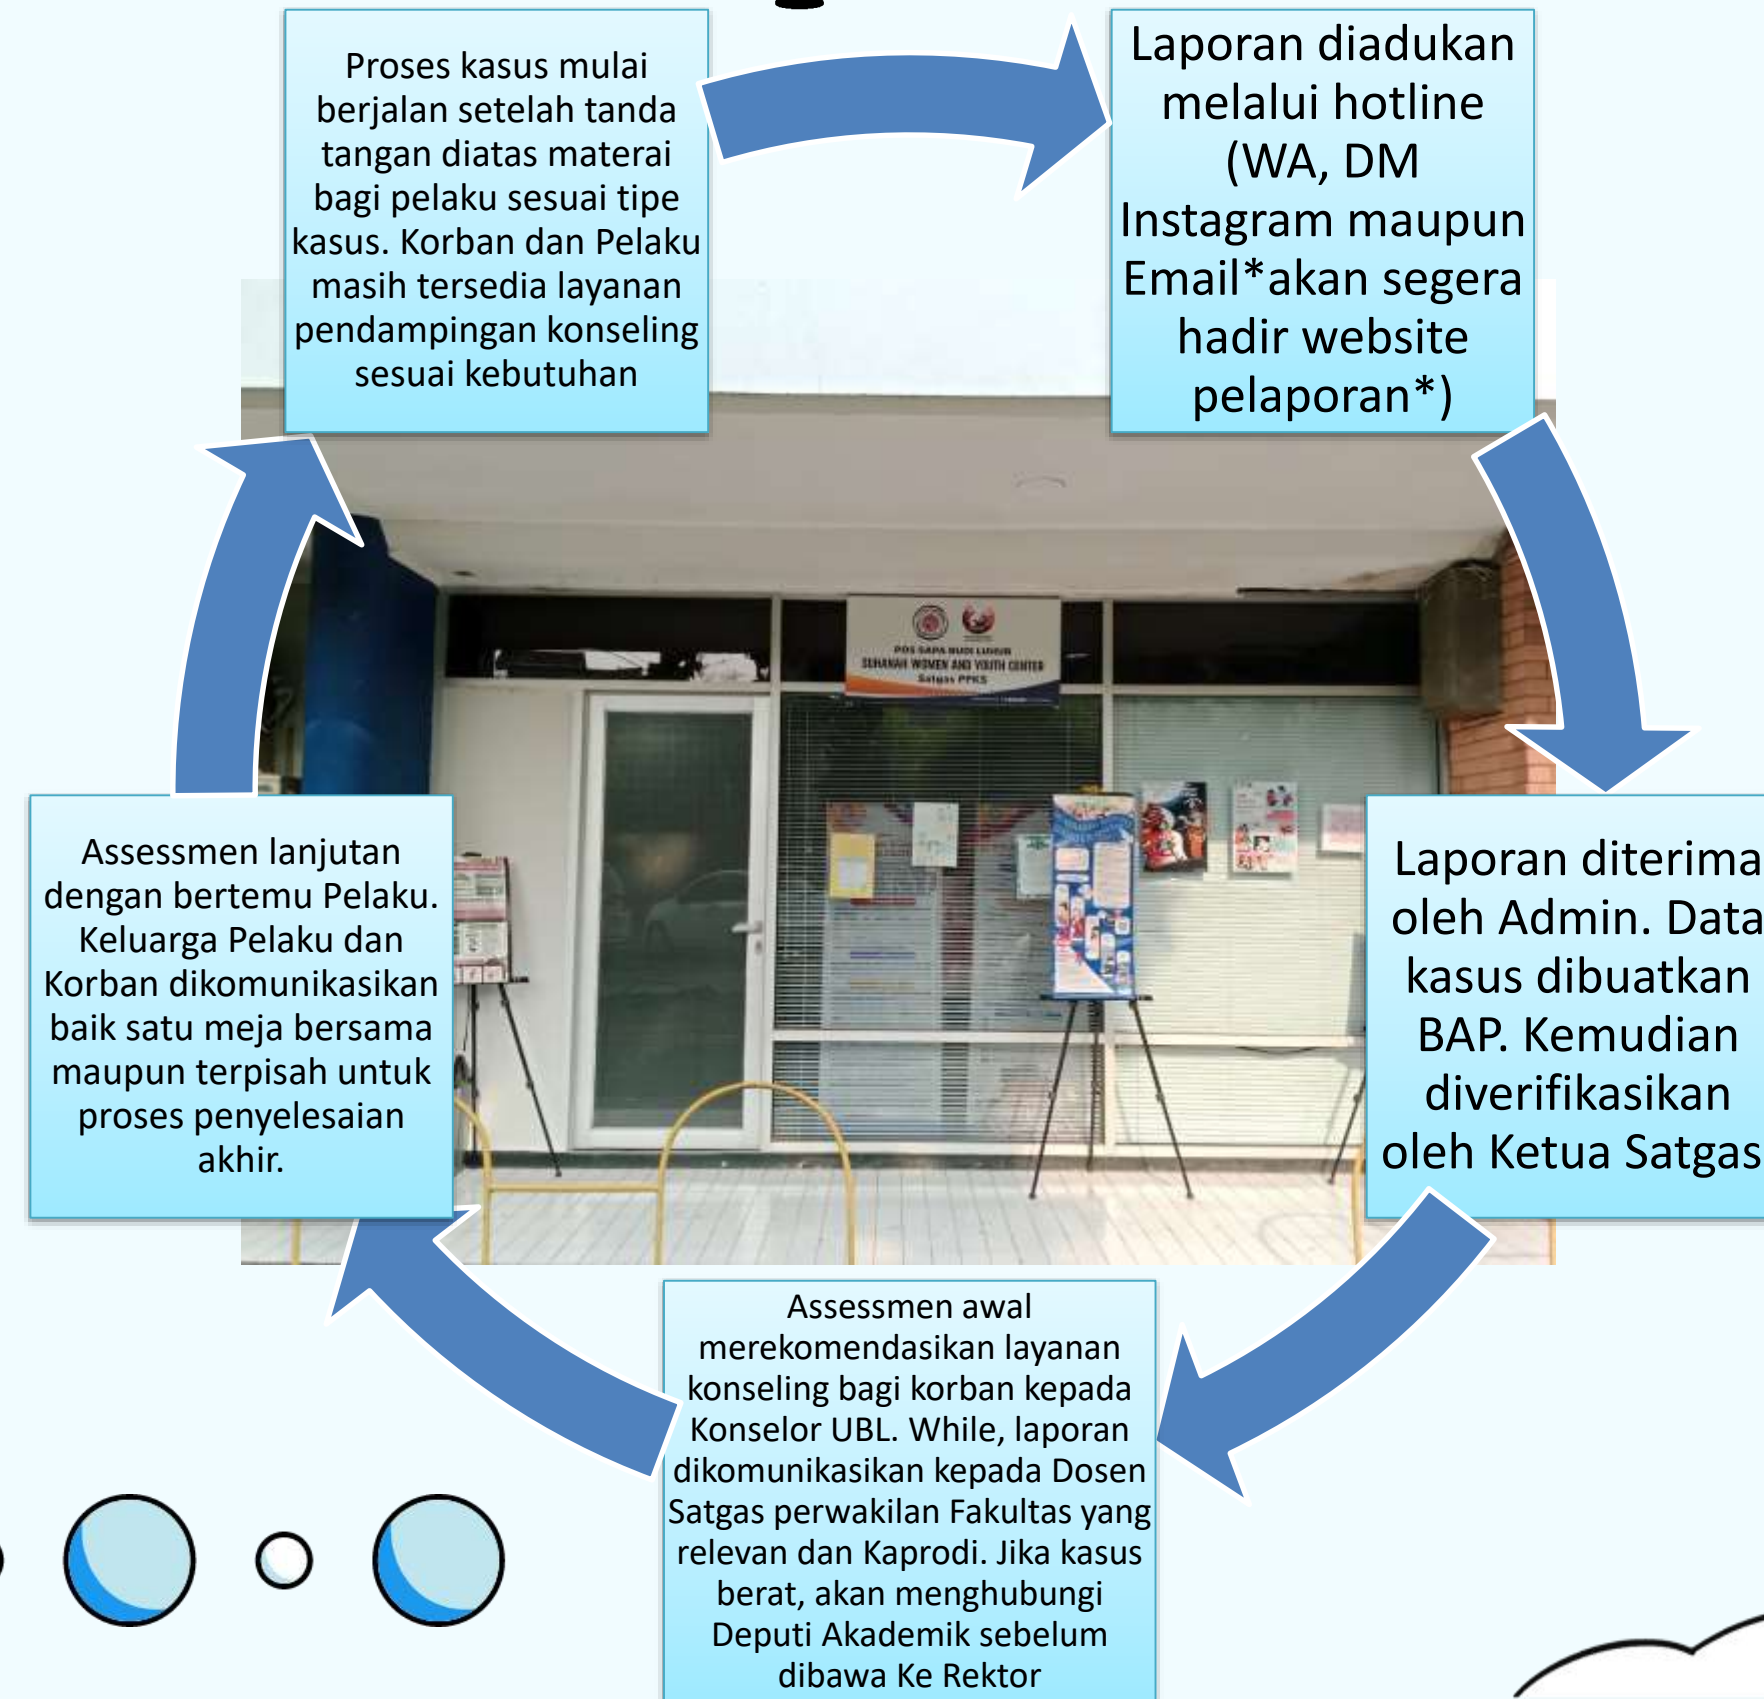 Proses kasus mulai
berjalan setelah tanda
tangan diatas materai
bagi pelaku sesuai tipe
kasus. Korban dan Pelaku
masih tersedia layanan
pendampingan konseling
sesuai kebutuhan
Laporan diadukan
melalui hotline
(WA, DM
Instagram maupun
Email*akan segera
hadir website
pelaporan*)
POS SAPA BUDI LUHUR
SUHANAH WOMEN AND YOUTH CENTER
Satgas PPKS
Laporan diterima
oleh Admin. Data
kasus dibuatkan
BAP. Kemudian
diverifikasikan
oleh Ketua Satgas
Assessmen awal
merekomendasikan layanan
konseling bagi korban kepada
Konselor UBL. While, laporan
dikomunikasikan kepada Dosen
Satgas perwakilan Fakultas yang
relevan dan Kaprodi. Jika kasus
berat, akan menghubungi
Deputi Akademik sebelum
dibawa Ke Rektor
Assessmen lanjutan
dengan bertemu Pelaku.
Keluarga Pelaku dan
Korban dikomunikasikan
baik satu meja bersama
maupun terpisah untuk
proses penyelesaian
akhir.